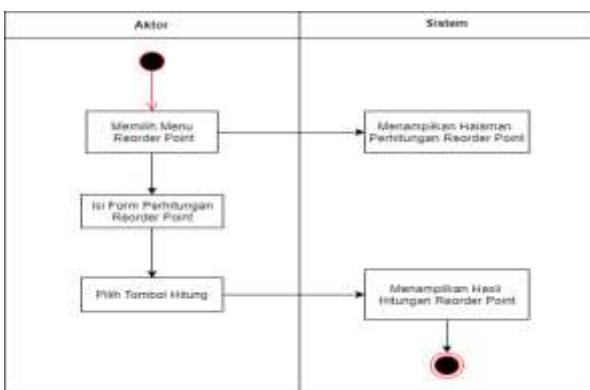 Aktor
Sistem
Memilih Menu
Reorder Point
Menampilkan Halaman
Perhitungan Reorder Point
Isi Form Perhitungan
Reorder Point
Pilih Tombol Hitung
Menampilkan Hasil
Hitungan Reorder Point